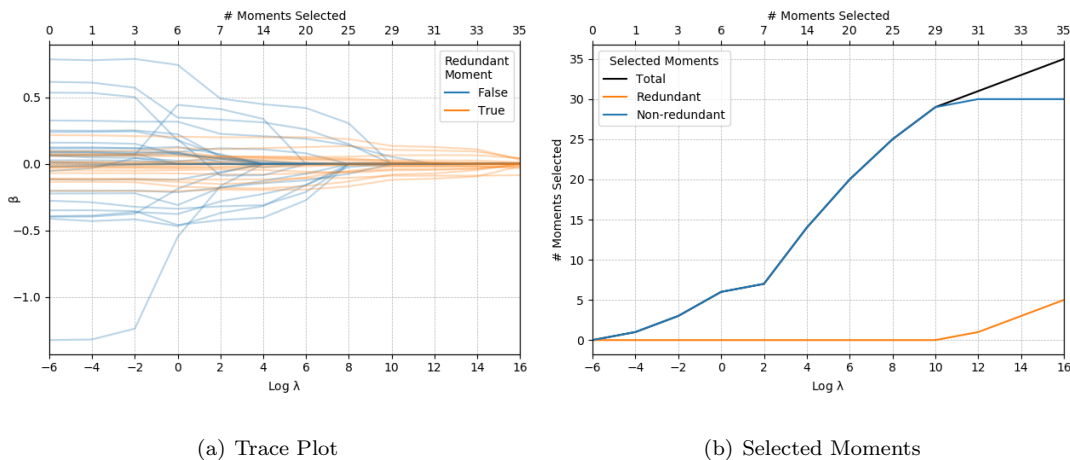 # Moments Selected
0 1 3 6 7 14 20 25 29 31 33 35
Redundant
Moment
False
True
0.5
0.0
−0.5
−1.0
β
−6 −4 −2 0 2 4 6 8 10 12 14 16
Log λ
(a) Trace Plot
# Moments Selected
0 1 3 6 7 14 20 25 29 31 33 35
Selected Moments
Total
Redundant
Non-redundant
35
30
25
20
15
10
5
0
# Moments Selected
−6 −4 −2 0 2 4 6 8 10 12 14 16
Log λ
(b) Selected Moments